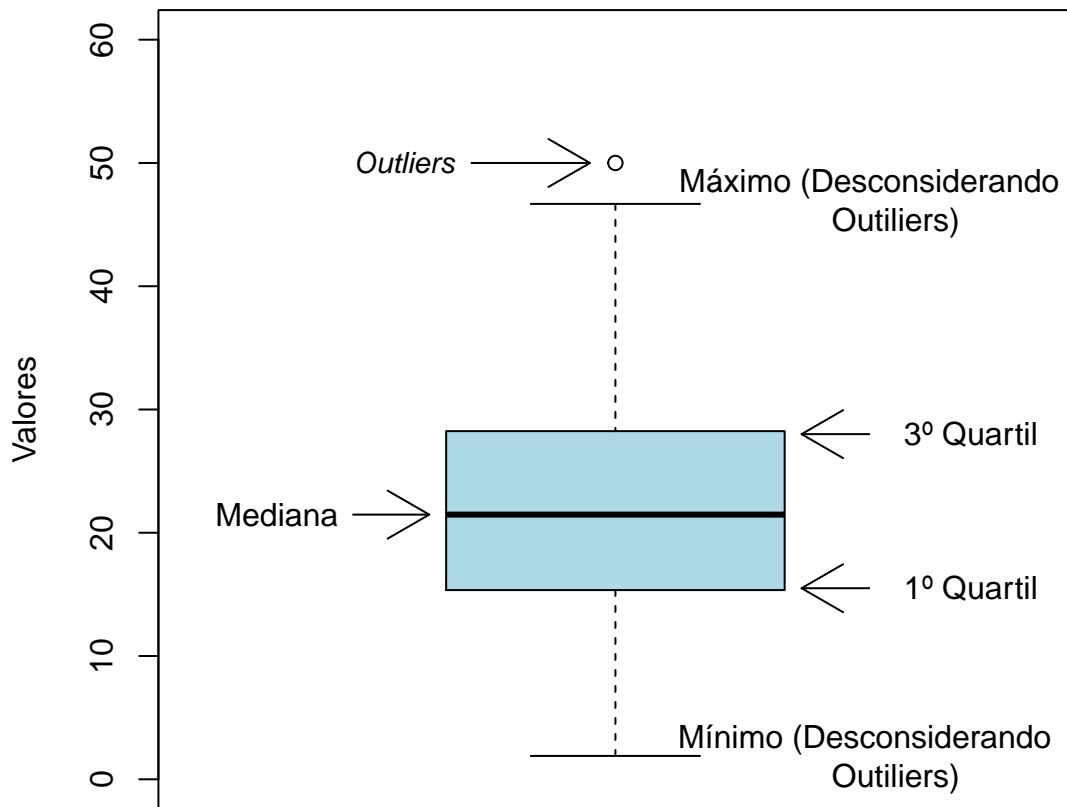 60
50
40
30
20
10
0
Valores
Outliers
Máximo (Desconsiderando
Outiliers)
3º Quartil
Mediana
1º Quartil
Mínimo (Desconsiderando
Outiliers)